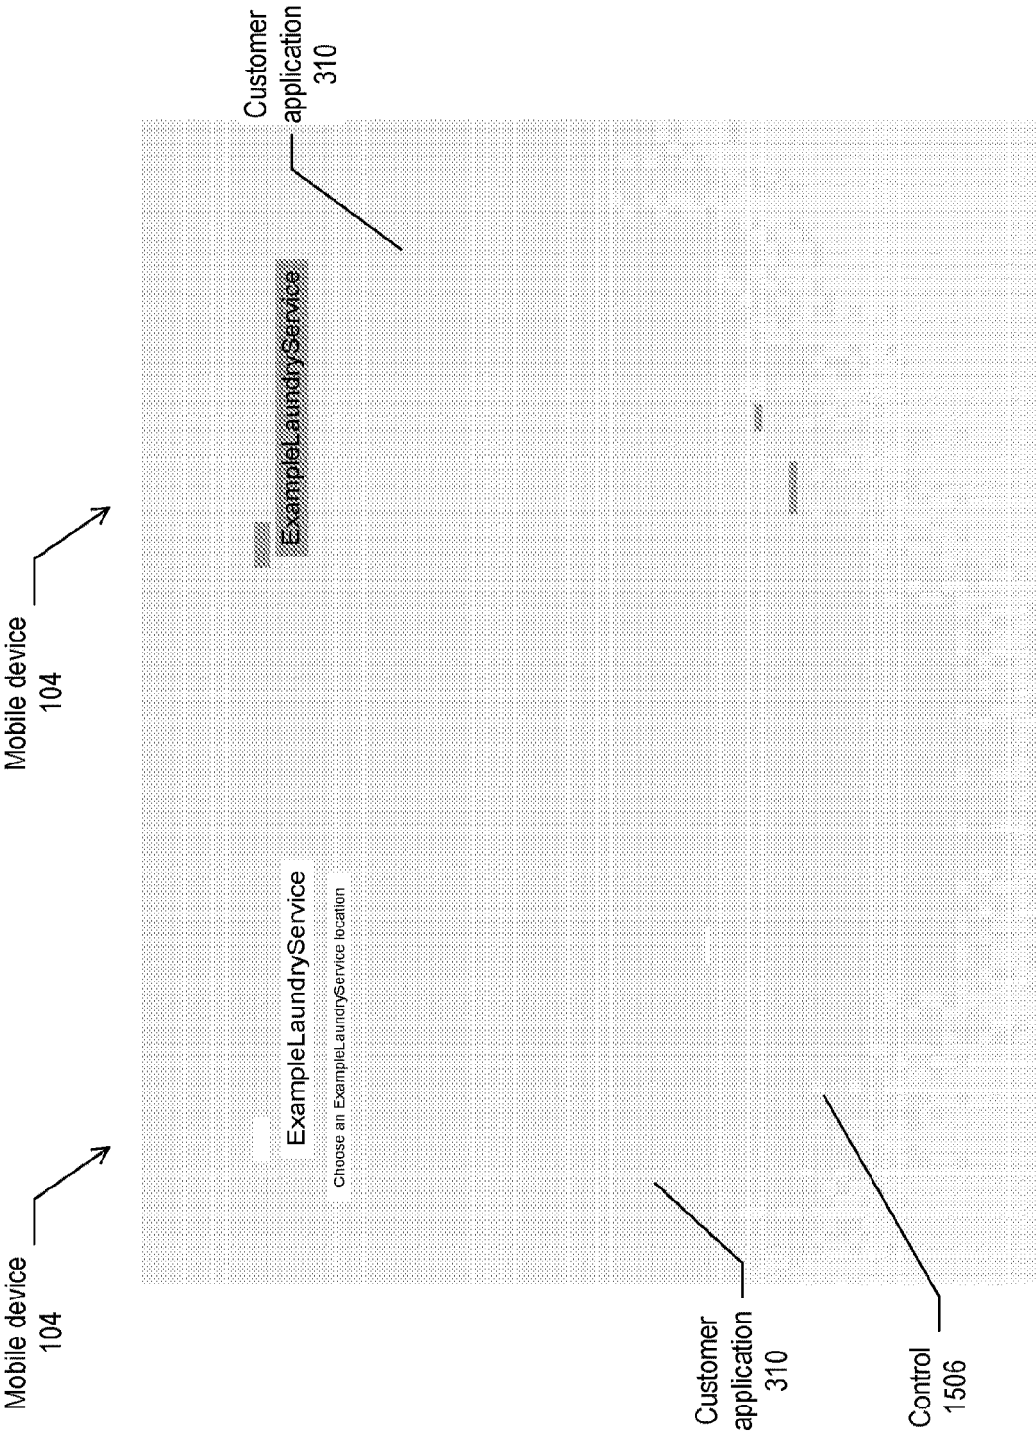 Mobile device
104
Mobile device
104
ExampleLaundryService
Choose an ExampleLaundryService location
ExampleLaundryService
Customer
application
310
Customer
application
310
Control
1506